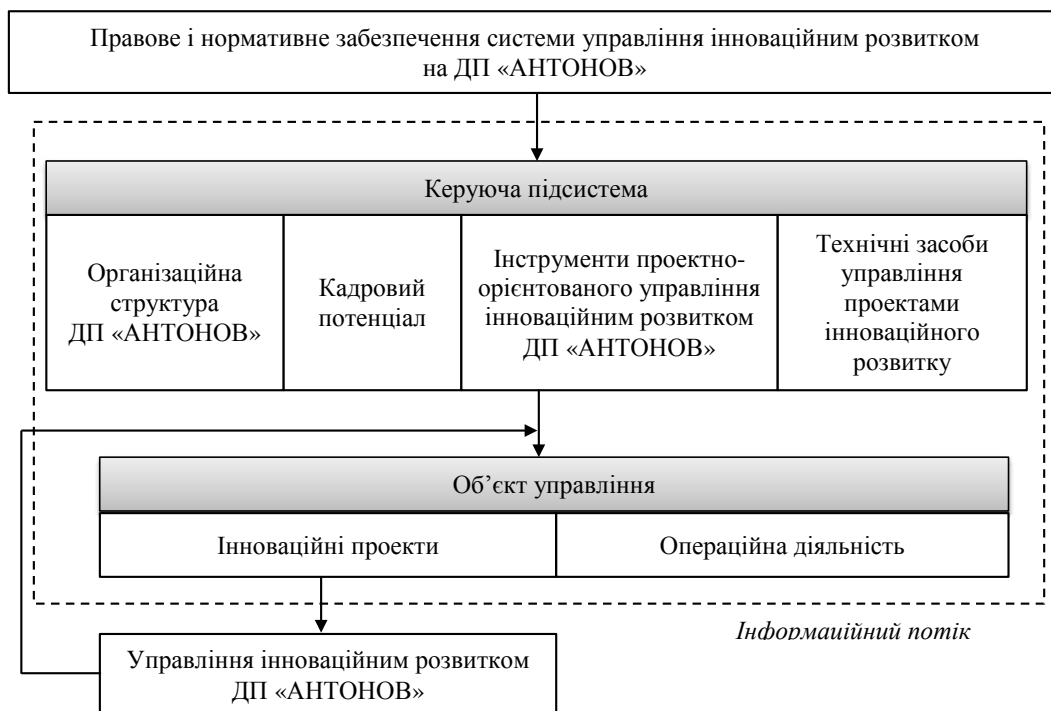 Правове і нормативне забезпечення системи управління інноваційним розвитком
на ДП «АНТОНОВ»
Керуюча підсистема
Організаційна
структура
ДП «АНТОНОВ»
Кадровий
потенціал
Інструменти проектно-
орієнтованого управління
інноваційним розвитком
ДП «АНТОНОВ»
Технічні засоби
управління
проектами
інноваційного
розвитку
Об’єкт управління
Інноваційні проекти
Операційна діяльність
Інформаційний потік
Управління інноваційним розвитком
ДП «АНТОНОВ»